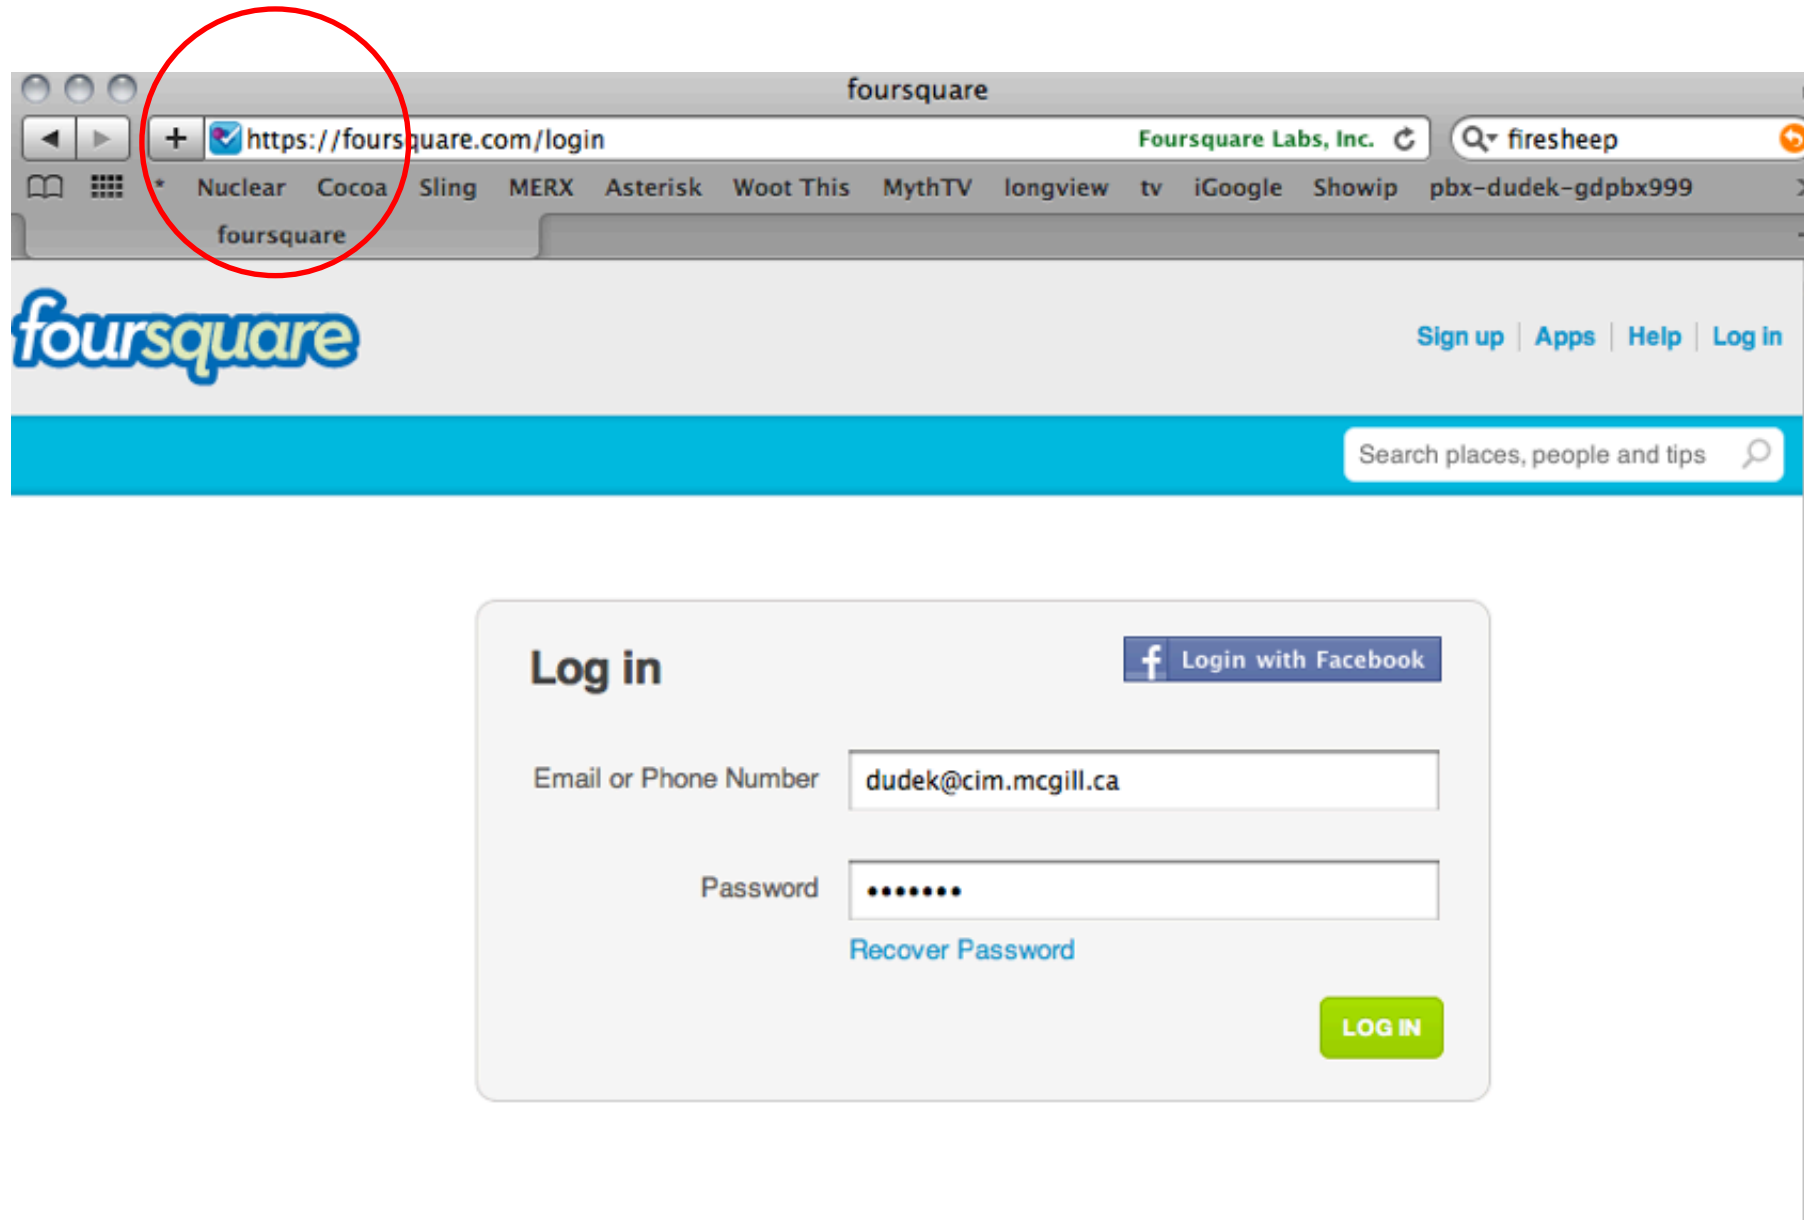 foursquare
+ https://foursquare.com/login Foursquare Labs, Inc. firesheep
* Nuclear Cocoa Sling MERX Asterisk Woot This MythTV longview tv iGoogle Showip pbx-dudek-gdpbx999
foursquare
foursquare
Sign up Apps Help Log in
Search places, people and tips
Log in
f Login with Facebook
Email or Phone Number dudek@cim.mcgill.ca
Password •••••••
Recover Password
LOG IN